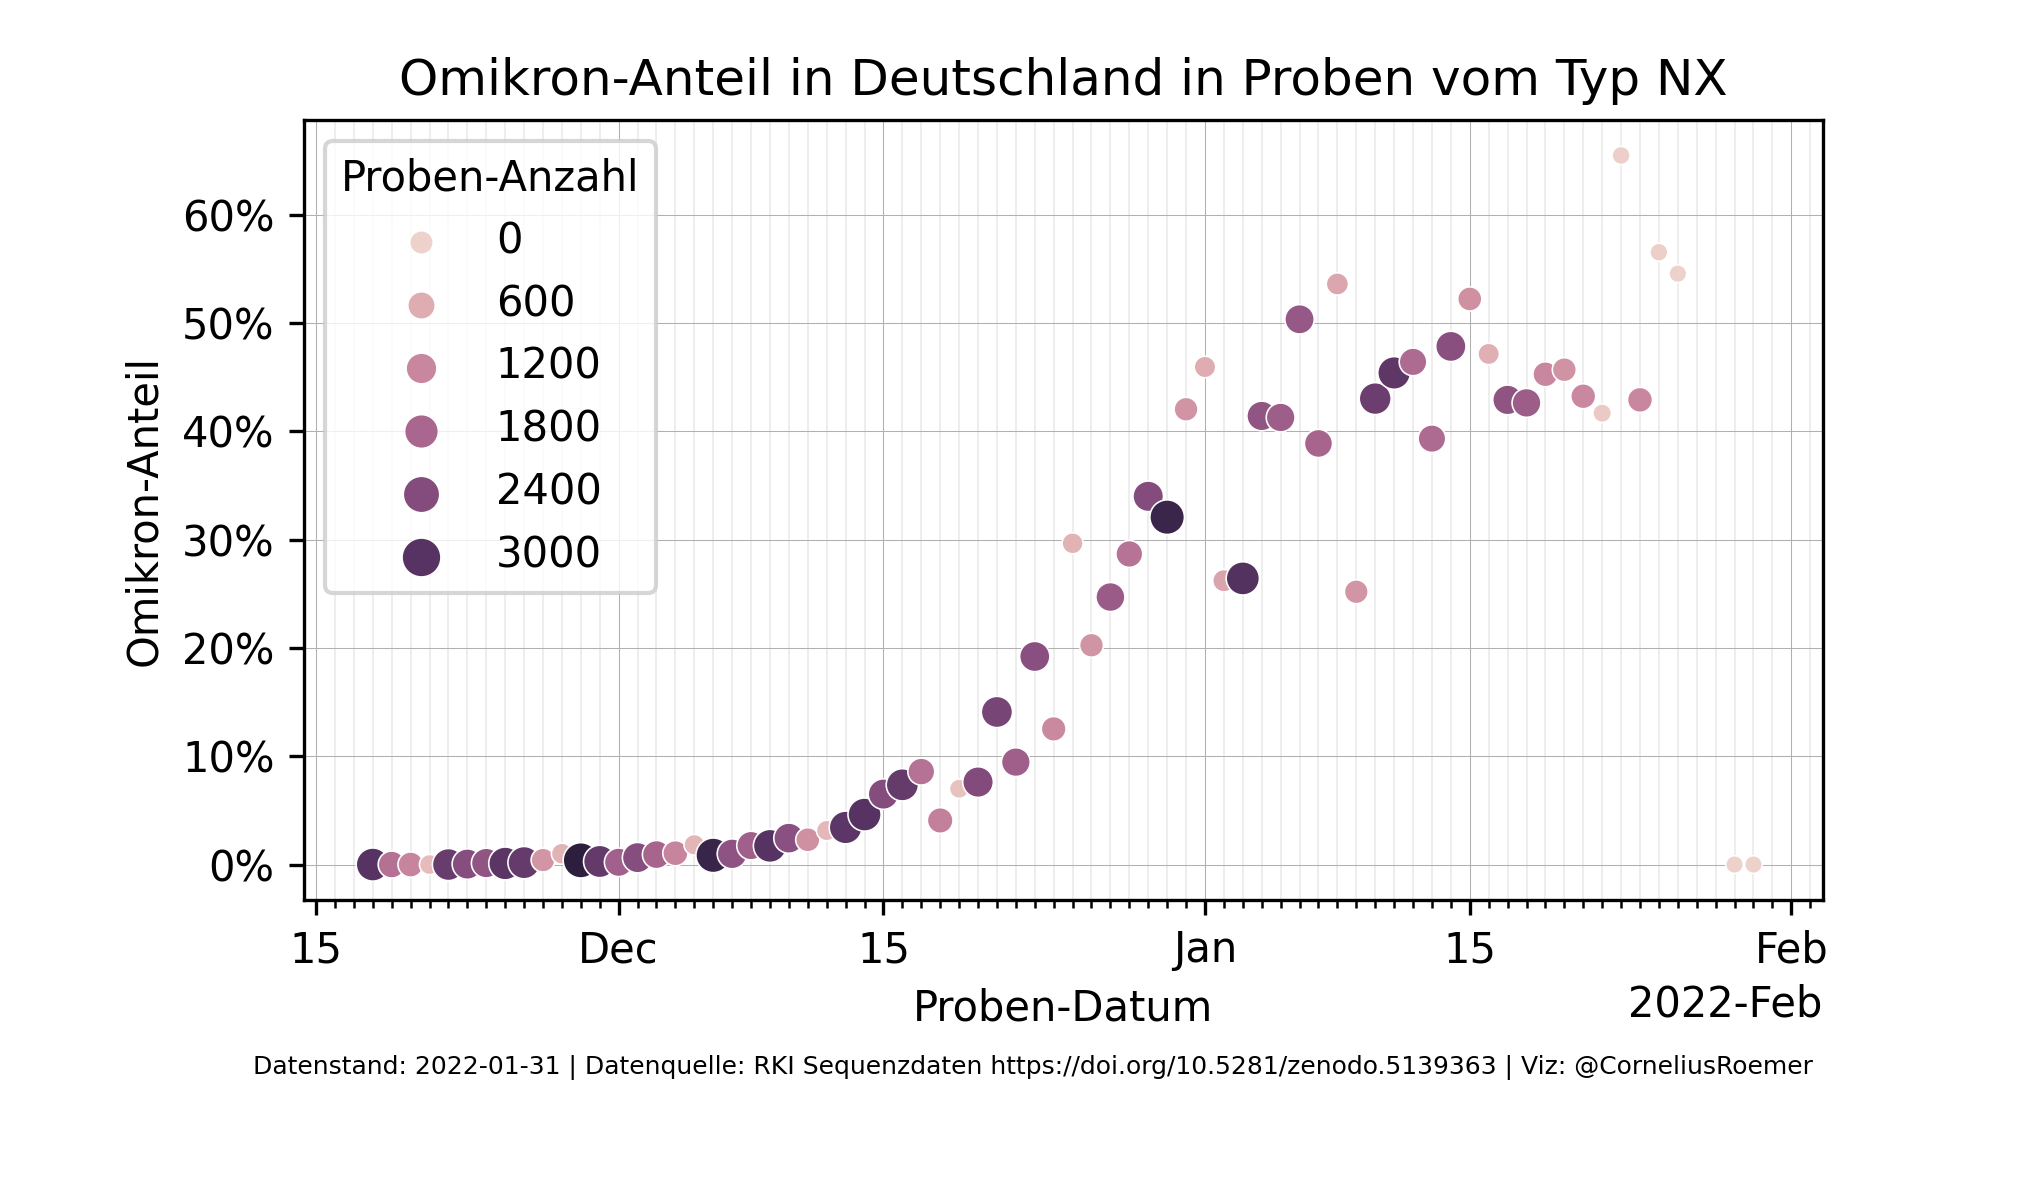 Omikron-Anteil in Deutschland in Proben vom Typ NX
Proben-Anzahl
0
600
1200
1800
2400
3000
60%
50%
40%
30%
20%
10%
0%
Omikron-Anteil
15 Dec 15 Jan 15 Feb
2022-Feb
Proben-Datum
Datenstand: 2022-01-31 | Datenquelle: RKI Sequenzdaten https://doi.org/10.5281/zenodo.5139363 | Viz: @CorneliusRoemer